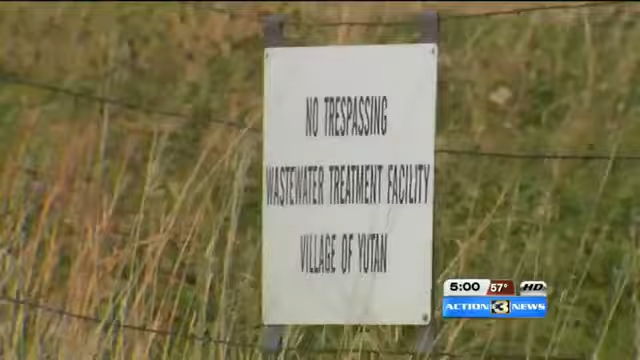 NO TRESPASSING
WASTEWATER TREATMENT FACILITY
VILLAGE OF YUTAN
5:00 57° HD
ACTION 3 NEWS